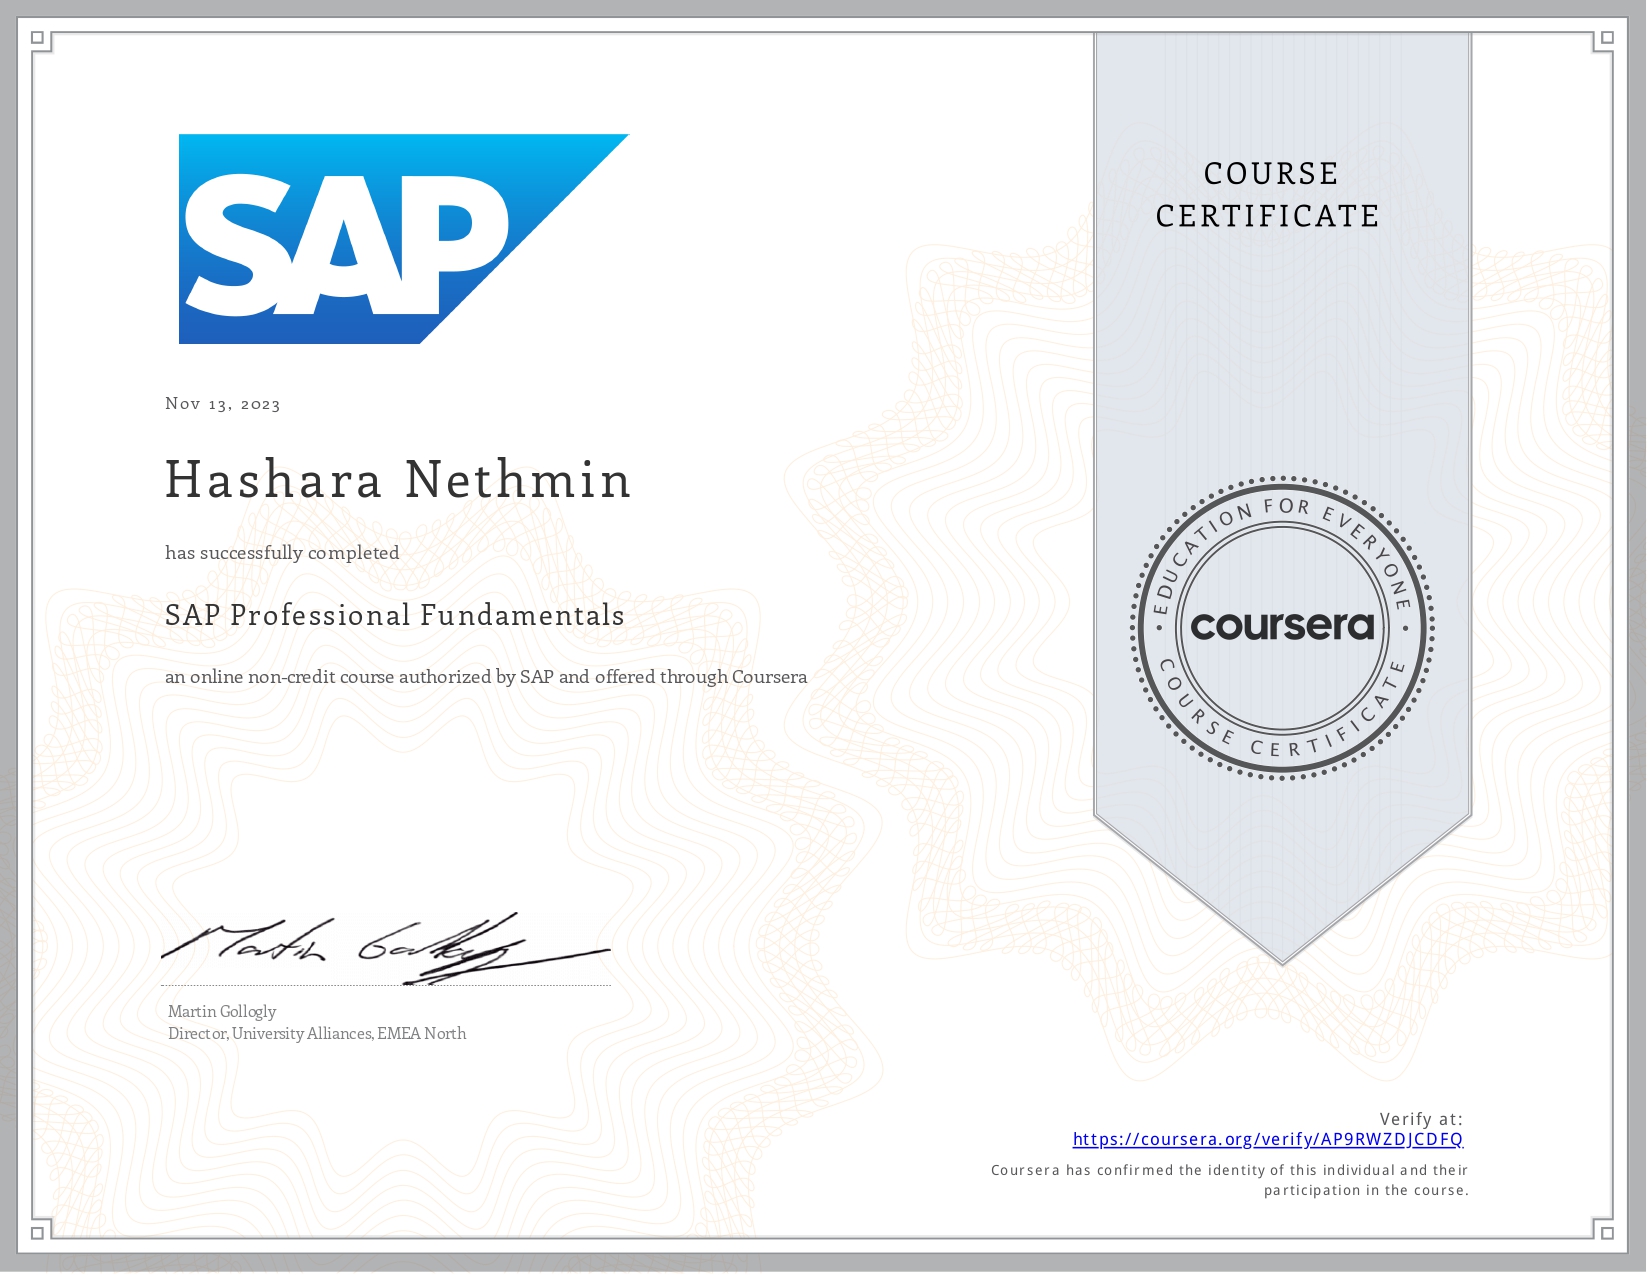 SAP
COURSE
CERTIFICATE
Nov 13, 2023
Hashara Nethmin
has successfully completed
SAP Professional Fundamentals
an online non-credit course authorized by SAP and offered through Coursera
EDUCATION FOR EVERYONE
coursera
COURSE CERTIFICATE
Martin Gollogly
Martin Gollogly
Director, University Alliances, EMEA North
Verify at:
https://coursera.org/verify/AP9RWZDJCDFQ
Coursera has confirmed the identity of this individual and their
participation in the course.